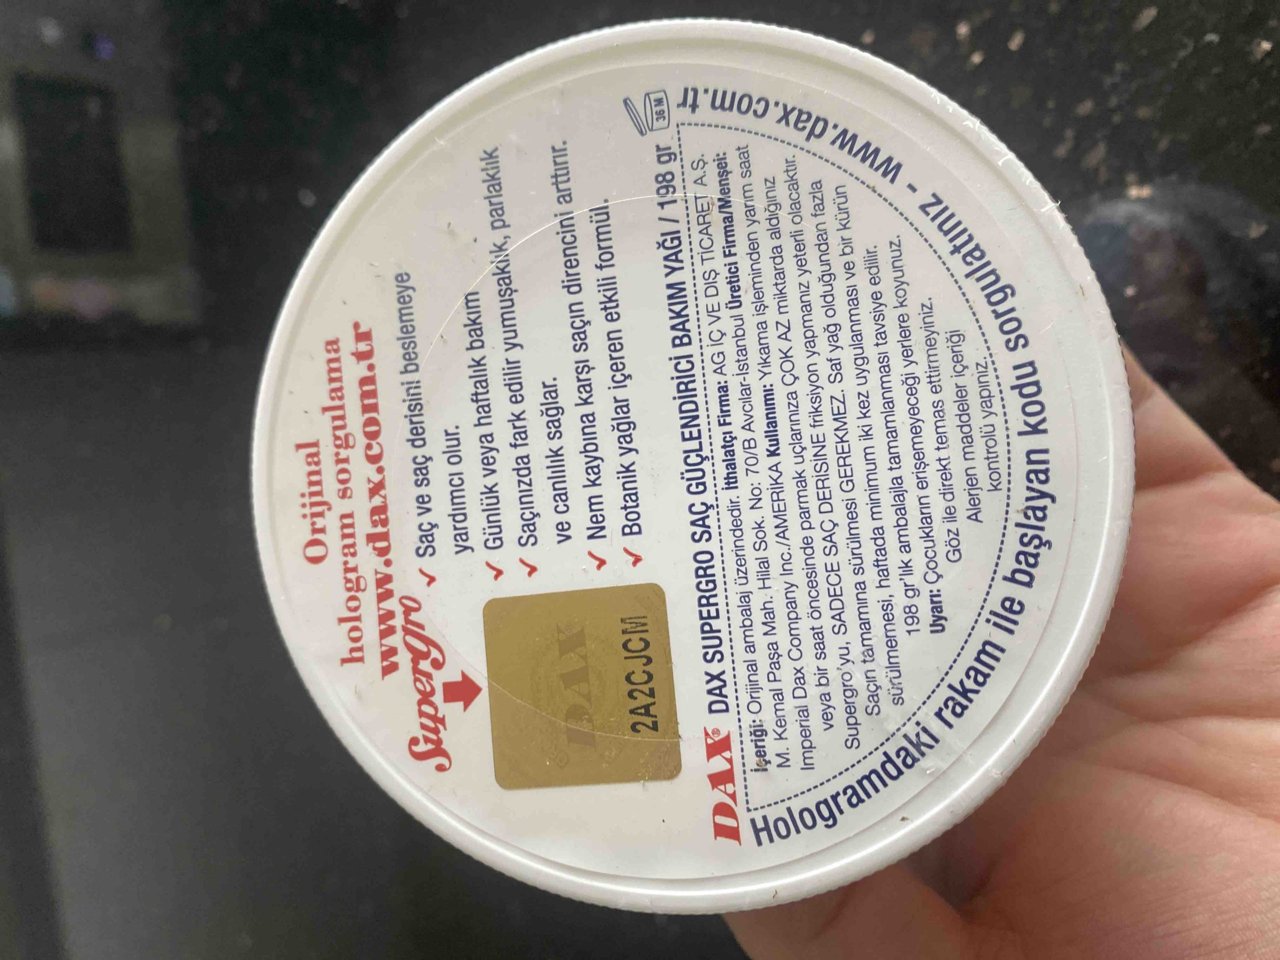 Orijinal
hologram sorgulama
www.dax.com.tr
Supergro
✓ Saç ve saç derisini beslemeye
yardımcı olur.
✓ Günlük veya haftalık bakım
✓ Saçınızda fark edilir yumuşaklık, parlaklık
ve canlılık sağlar.
✓ Nem kaybına karşı saçın direncini arttırır.
✓ Botanik yağlar içeren etkili formül.
DAX
2A2CJCM
DAX® DAX SUPERGRO SAÇ GÜÇLENDİRİCİ BAKIM YAĞI / 198 gr
36 M
İçeriği: Orijinal ambalaj üzerindedir. İthalatçı Firma: AG İÇ VE DIŞ TİCARET A.Ş.
M. Kemal Paşa Mah. Hilal Sok. No: 70/B Avcılar-İstanbul Üretici Firma/Menşei:
Imperial Dax Company Inc./AMERİKA Kullanımı: Yıkama işleminden yarım saat
veya bir saat öncesinde parmak uçlarınıza ÇOK AZ miktarda aldığınız
Supergro'yu, SADECE SAÇ DERİSİNE friksiyon yapmanız yeterli olacaktır.
Saçın tamamına sürülmesi GEREKMEZ. Saf yağ olduğundan fazla
sürülmemesi, haftada minimum iki kez uygulanması ve bir kürün
198 gr'lık ambalajla tamamlanması tavsiye edilir.
Uyarı: Çocukların erişemeyeceği yerlere koyunuz.
Göz ile direkt temas ettirmeyiniz.
Alerjen maddeler içeriği
kontrolü yapınız.
Hologramdaki rakam ile başlayan kodu sorgulatınız - www.dax.com.tr